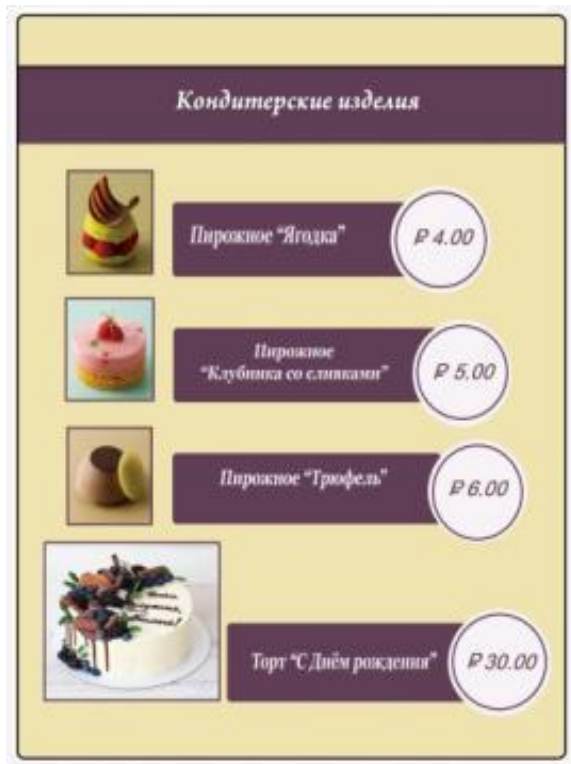 Кондитерские изделия
Пирожное “Ягодка”
₽ 4.00
Пирожное
“Клубника со сливками”
₽ 5.00
Пирожное “Трюфель”
₽ 6.00
Торт “С Днём рождения”
₽ 30.00